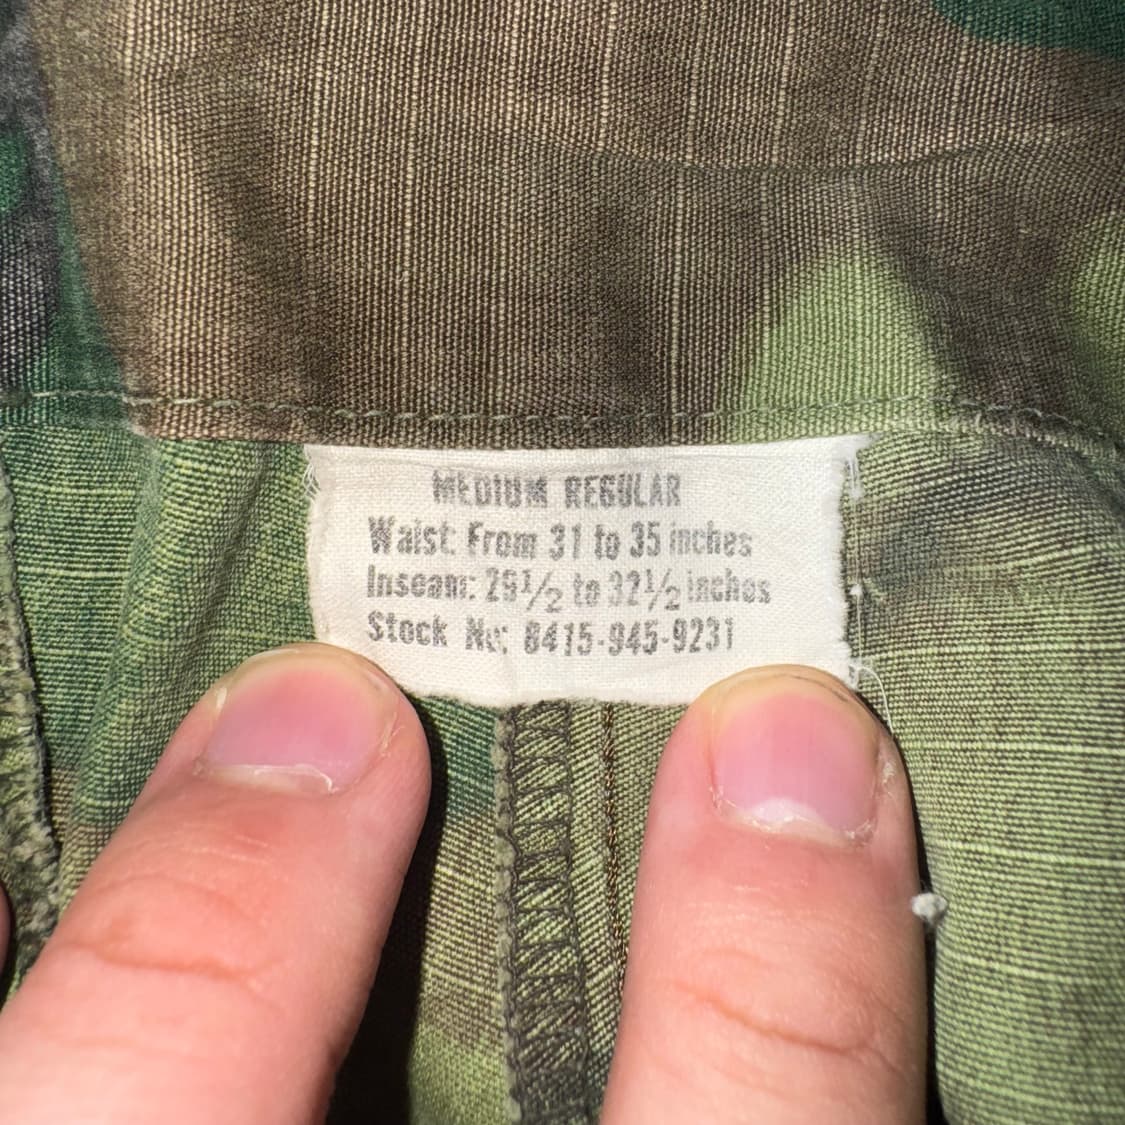 MEDIUM REGULAR
Waist: From 31 to 35 inches
Inseam: 29½ to 32½ inches
Stock No: 8415-945-9231